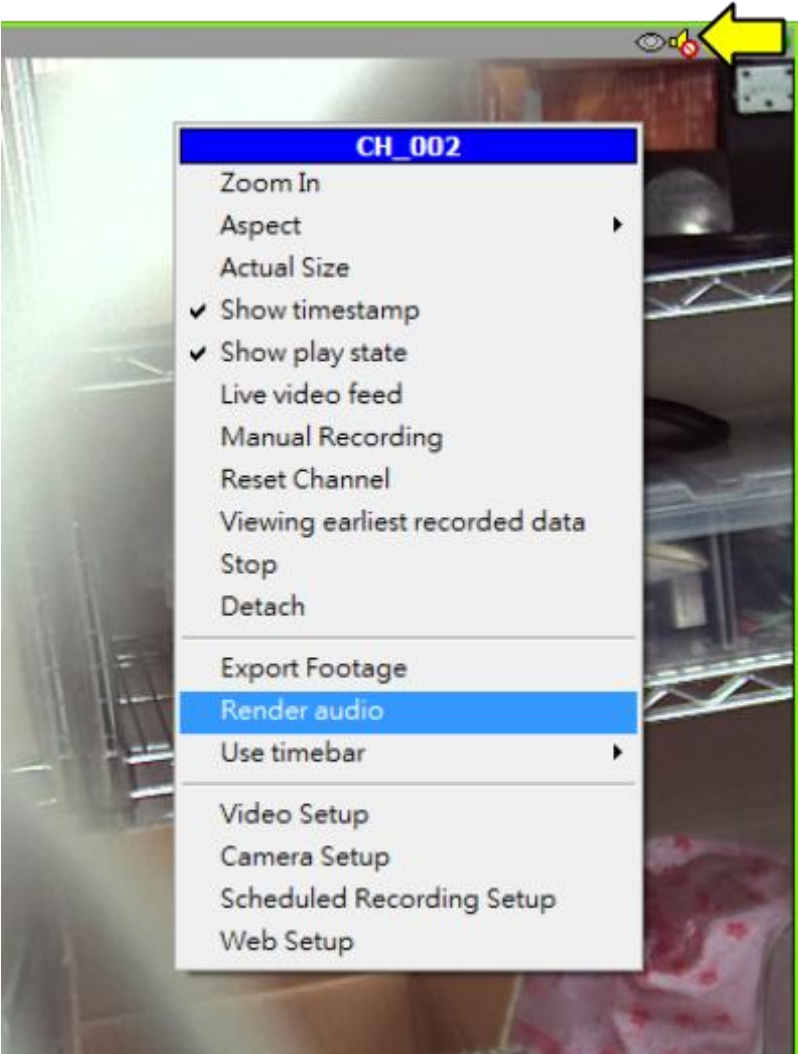 CH_002
Zoom In
Aspect
Actual Size
Show timestamp
Show play state
Live video feed
Manual Recording
Reset Channel
Viewing earliest recorded data
Stop
Detach
Export Footage
Render audio
Use timebar
Video Setup
Camera Setup
Scheduled Recording Setup
Web Setup